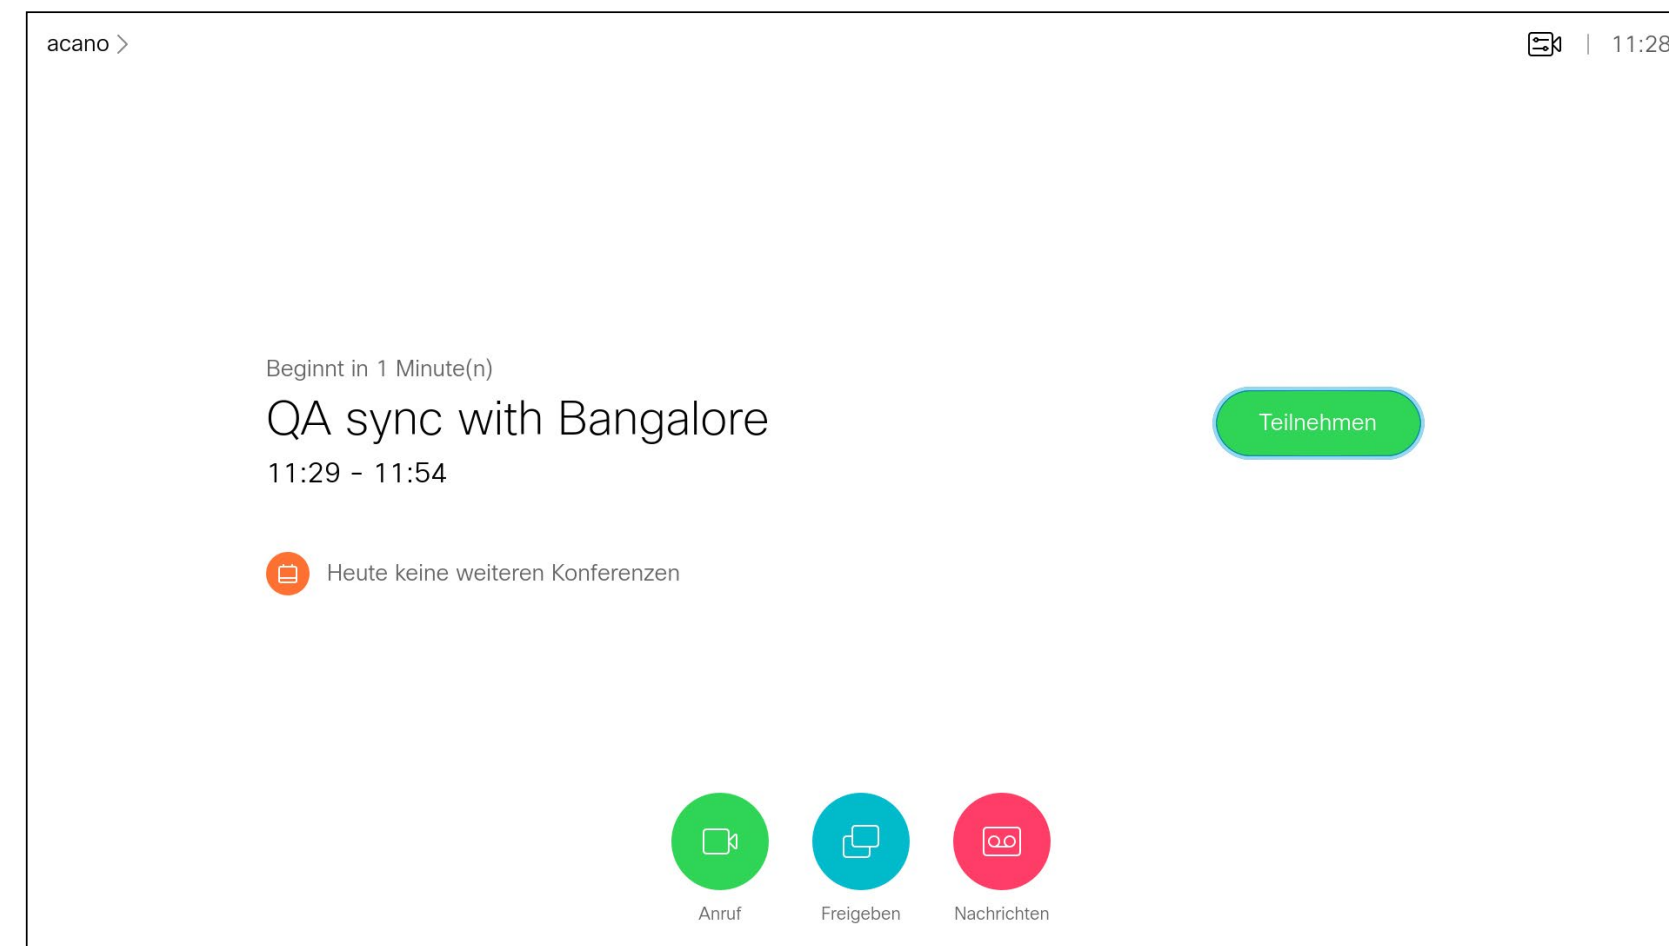 acano
11:28
Beginnt in 1 Minute(n)
QA sync with Bangalore
11:29 - 11:54
Teilnehmen
Heute keine weiteren Konferenzen
Anruf
Freigeben
Nachrichten